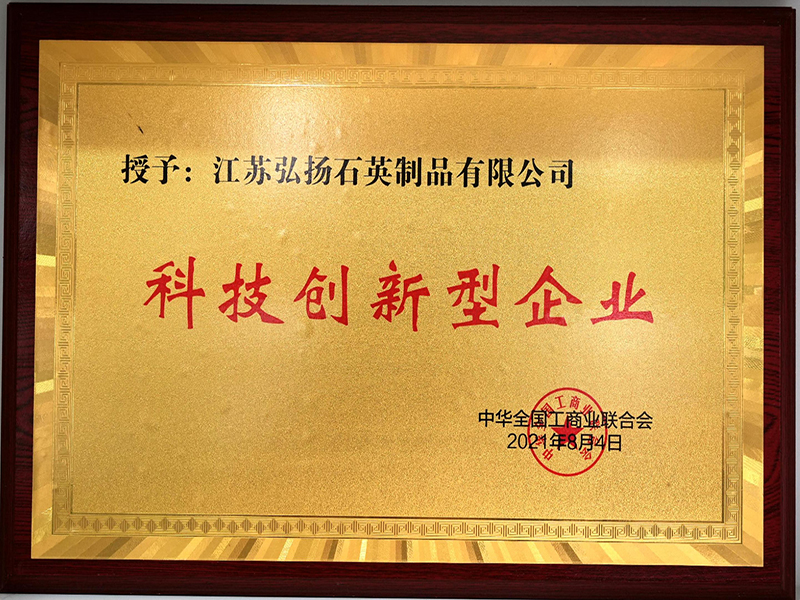 授予：江苏弘扬石英制品有限公司
科技创新型企业
中华全国工商业联合会
2021年8月4日